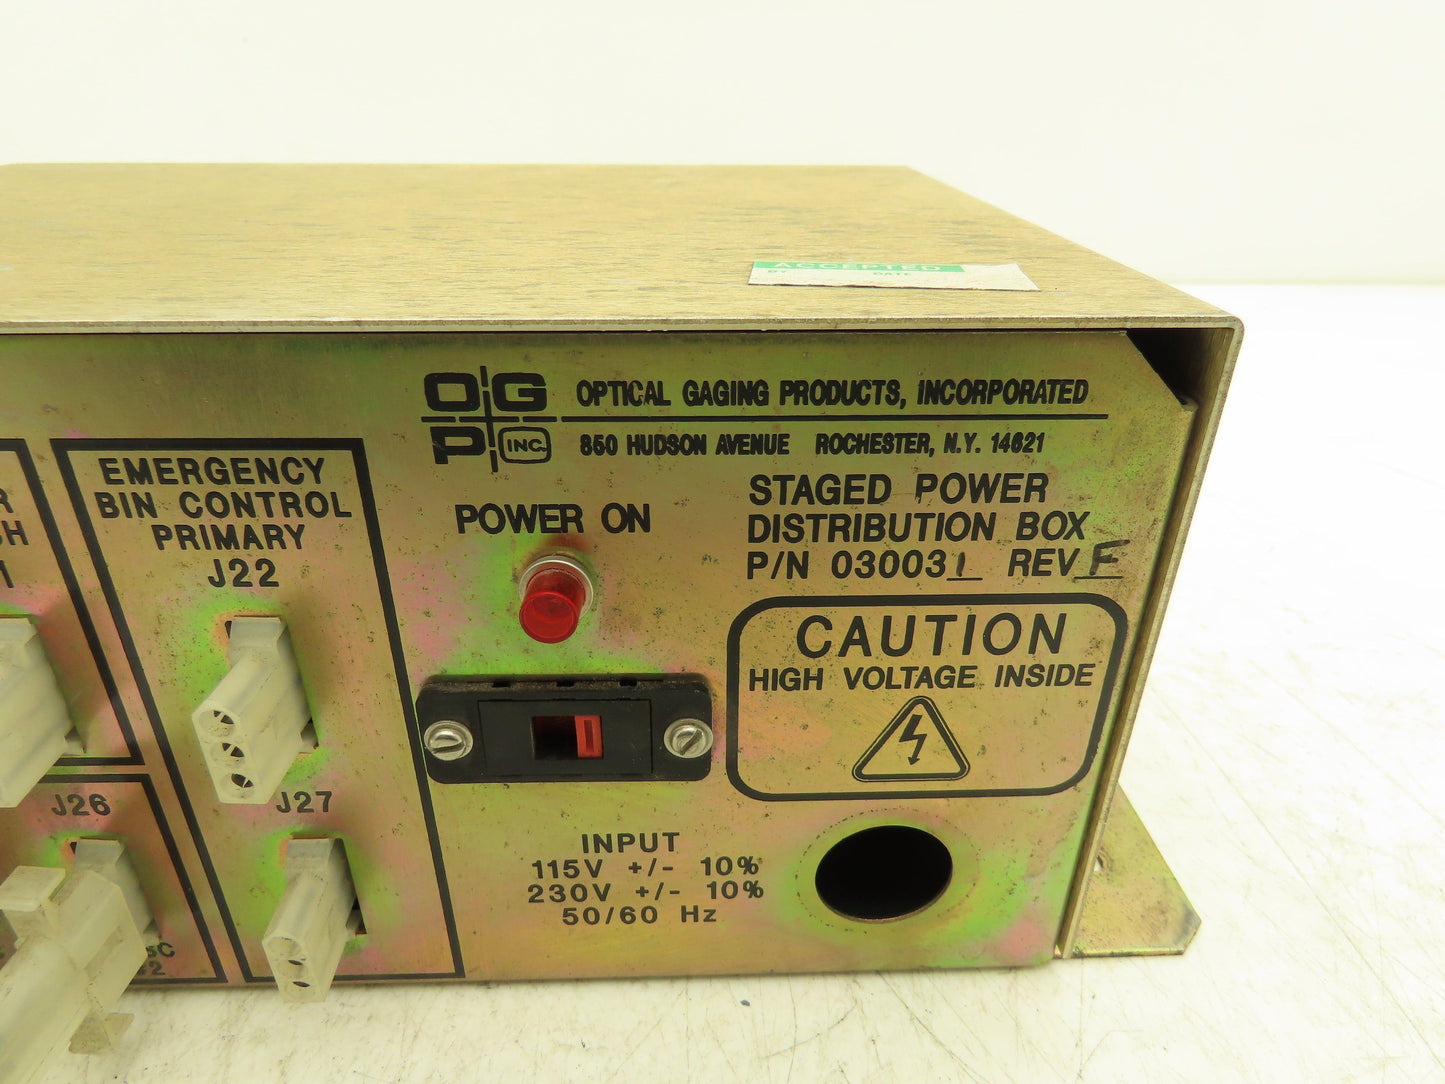 ACCEPTED
BY DATE
OGP INC.
OPTICAL GAGING PRODUCTS, INCORPORATED
850 HUDSON AVENUE ROCHESTER, N.Y. 14621
STAGED POWER
DISTRIBUTION BOX
P/N 030031 REV F
POWER ON
CAUTION
HIGH VOLTAGE INSIDE
INPUT
115V +/- 10%
230V +/- 10%
50/60 Hz
EMERGENCY
BIN CONTROL
PRIMARY
J22
J27
J26